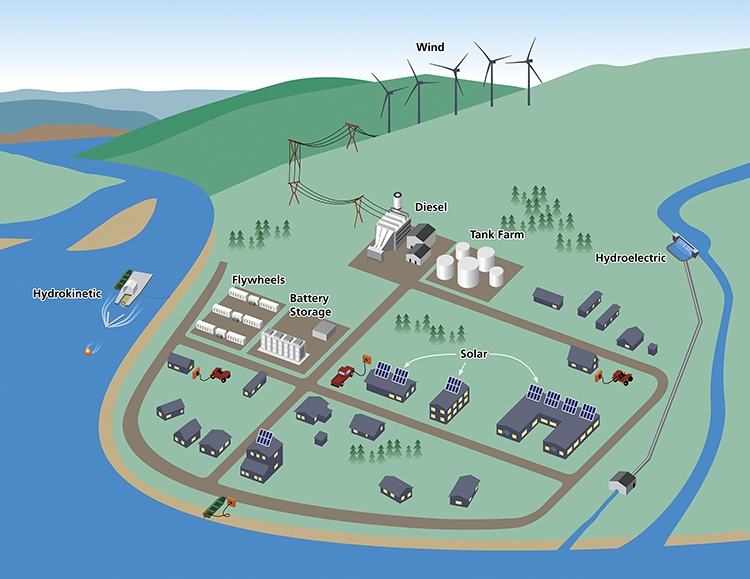 Wind
Diesel
Tank Farm
Hydroelectric
Hydrokinetic
Flywheels
Battery
Storage
Solar